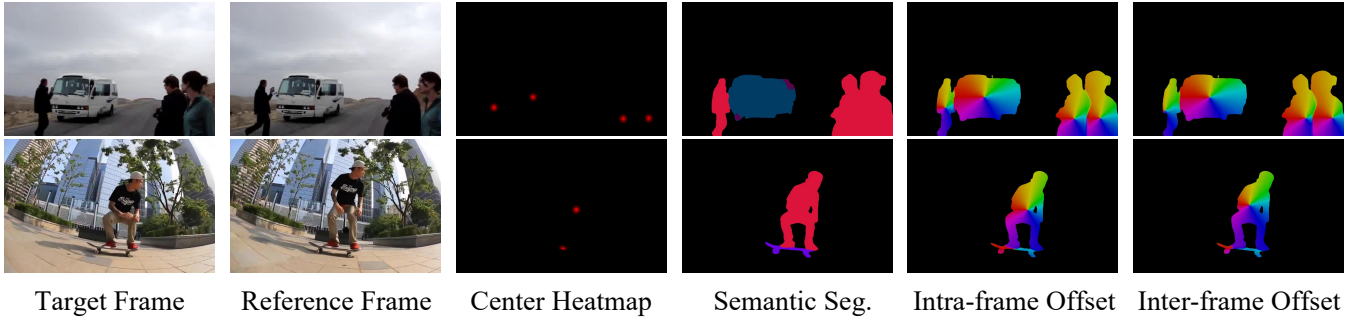 Target Frame
Reference Frame
Center Heatmap
Semantic Seg.
Intra-frame Offset
Inter-frame Offset